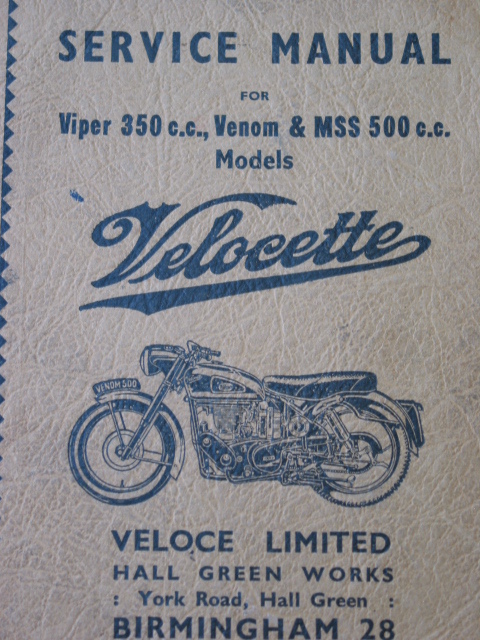 SERVICE MANUAL
FOR
Viper 350 c.c., Venom & MSS 500 c.c.
Models
Velocette
VENOM 500
VELOCE LIMITED
HALL GREEN WORKS
: York Road, Hall Green :
BIRMINGHAM 28